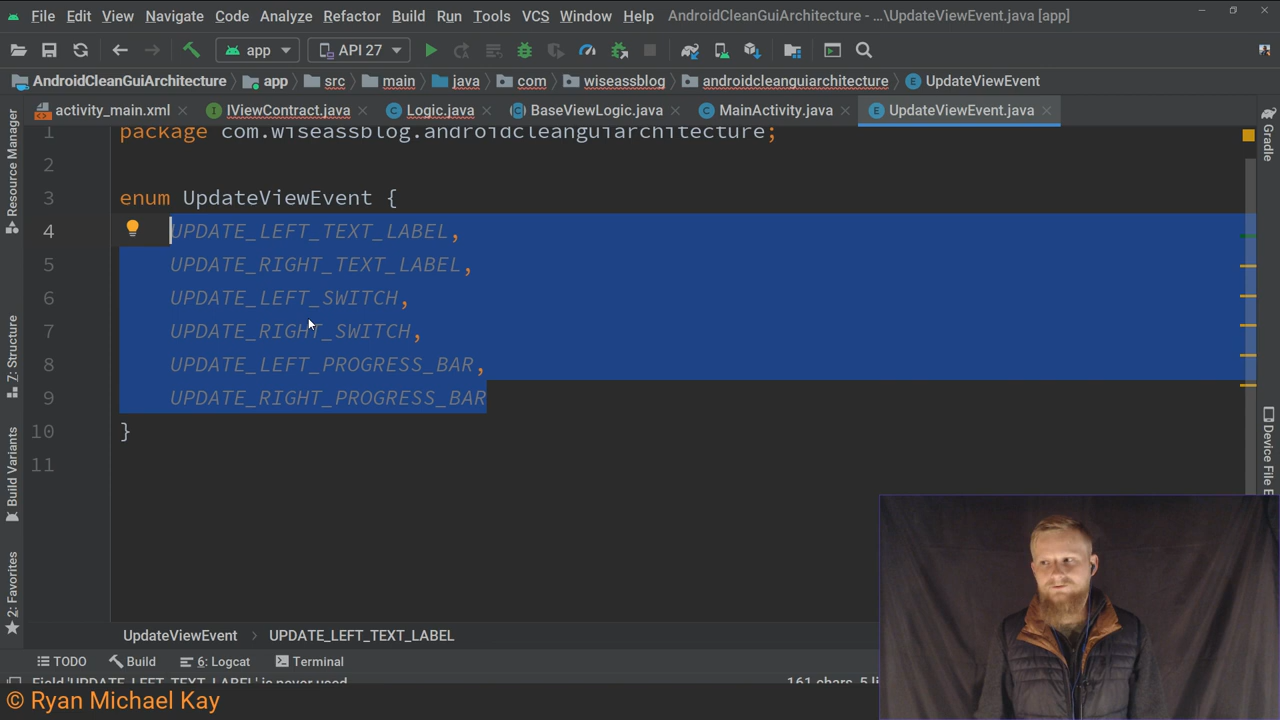 File Edit View Navigate Code Analyze Refactor Build Run Tools VCS Window Help AndroidCleanGuiArchitecture - ...\UpdateViewEvent.java [app]
app API 27
AndroidCleanGuiArchitecture app src main java com wiseassblog androidcleanguiarchitecture UpdateViewEvent
activity_main.xml IViewContract.java Logic.java BaseViewLogic.java MainActivity.java UpdateViewEvent.java
Resource Manager
7: Structure
Build Variants
2: Favorites
1 package com.wiseassblog.androidcleanguiarchitecture;
2
3 enum UpdateViewEvent {
4 UPDATE_LEFT_TEXT_LABEL,
5 UPDATE_RIGHT_TEXT_LABEL,
6 UPDATE_LEFT_SWITCH,
7 UPDATE_RIGHT_SWITCH,
8 UPDATE_LEFT_PROGRESS_BAR,
9 UPDATE_RIGHT_PROGRESS_BAR
10 }
11
Gradle
Device File E
UpdateViewEvent UPDATE_LEFT_TEXT_LABEL
TODO Build 6: Logcat Terminal
Field 'UPDATE_LEFT_TEXT_LABEL' is never used
161 chars, 5 li
© Ryan Michael Kay